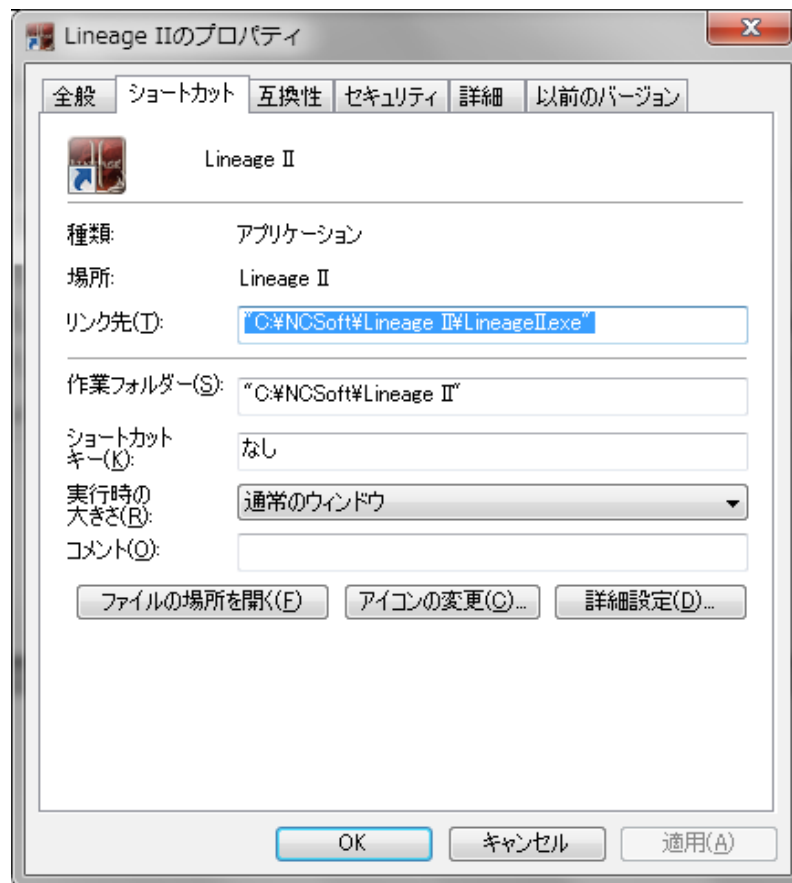 Lineage IIのプロパティ
全般 ショートカット 互換性 セキュリティ 詳細 以前のバージョン
Lineage II
種類: アプリケーション
場所: Lineage II
リンク先(T): "C:¥NCSoft¥Lineage II¥LineageII.exe"
作業フォルダー(S): "C:¥NCSoft¥Lineage II"
ショートカット
キー(K): なし
実行時の
大きさ(R): 通常のウィンドウ
コメント(O):
ファイルの場所を開く(F) アイコンの変更(C)... 詳細設定(D)...
OK キャンセル 適用(A)